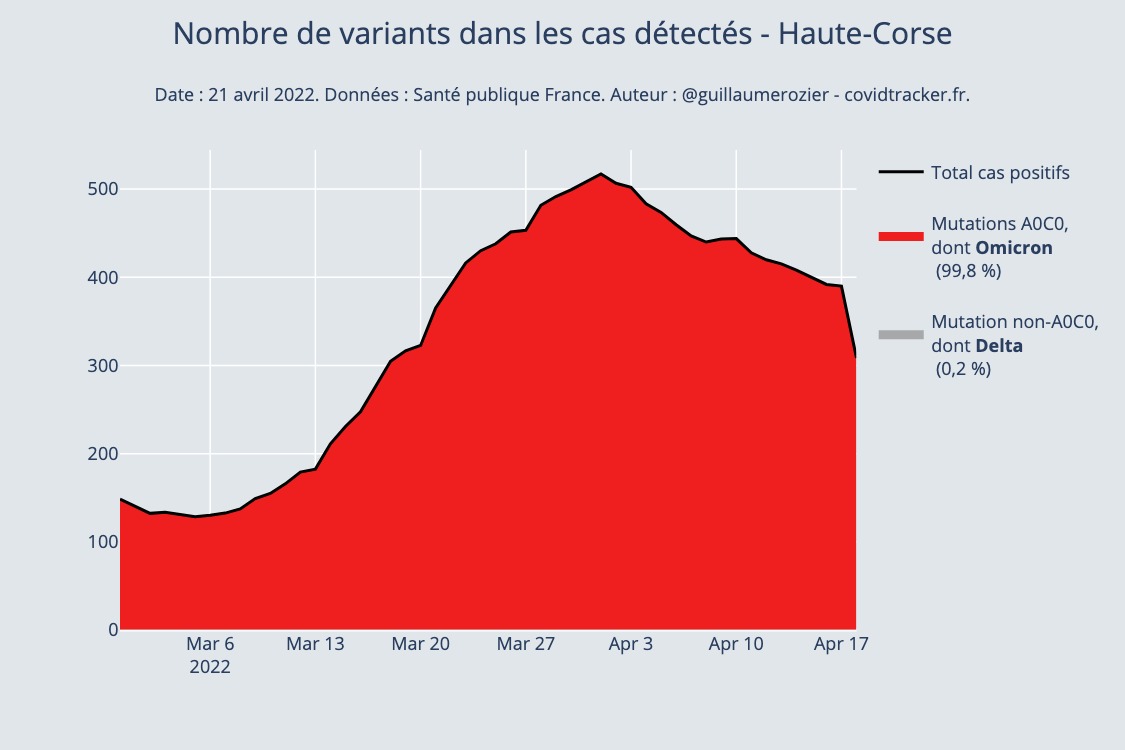 Nombre de variants dans les cas détectés - Haute-Corse
Date : 21 avril 2022. Données : Santé publique France. Auteur : @guillaumerozier - covidtracker.fr.
Total cas positifs
Mutations A0C0,
dont Omicron
(99,8 %)
Mutation non-A0C0,
dont Delta
(0,2 %)
500
400
300
200
100
0
Mar 6
2022
Mar 13
Mar 20
Mar 27
Apr 3
Apr 10
Apr 17